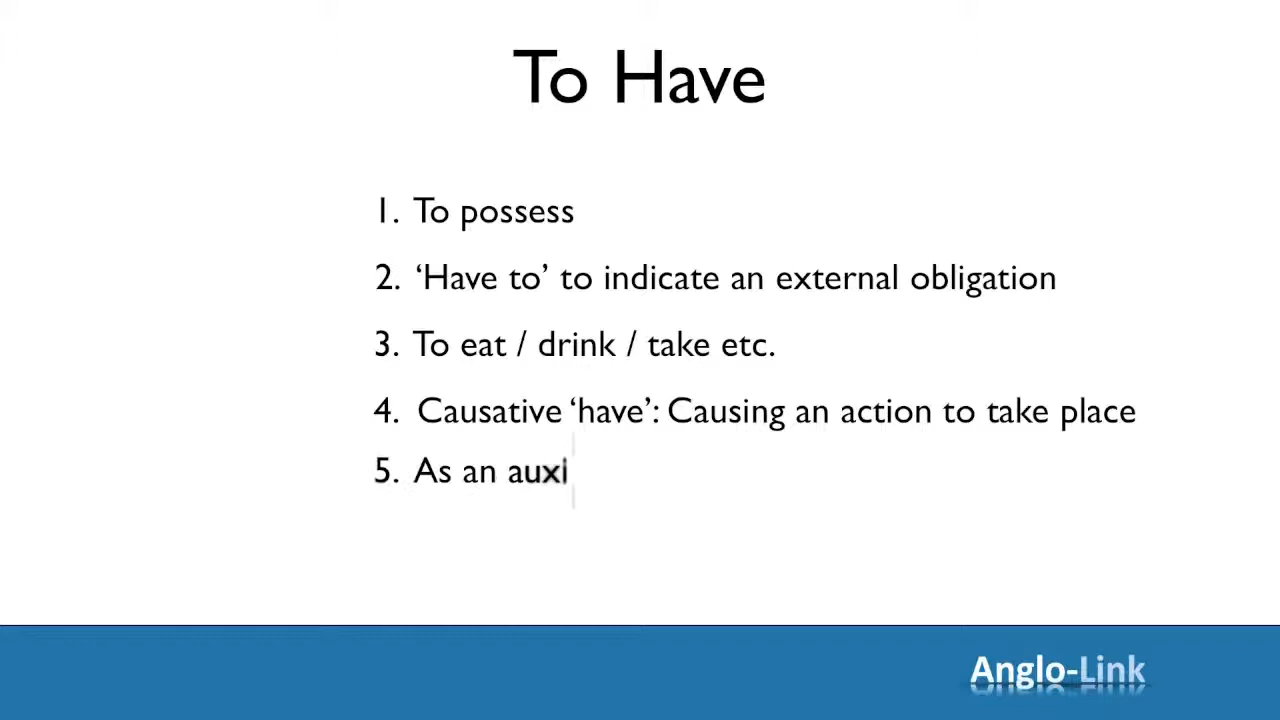 To Have
1. To possess
2. ‘Have to’ to indicate an external obligation
3. To eat / drink / take etc.
4. Causative ‘have’: Causing an action to take place
5. As an auxi
Anglo-Link